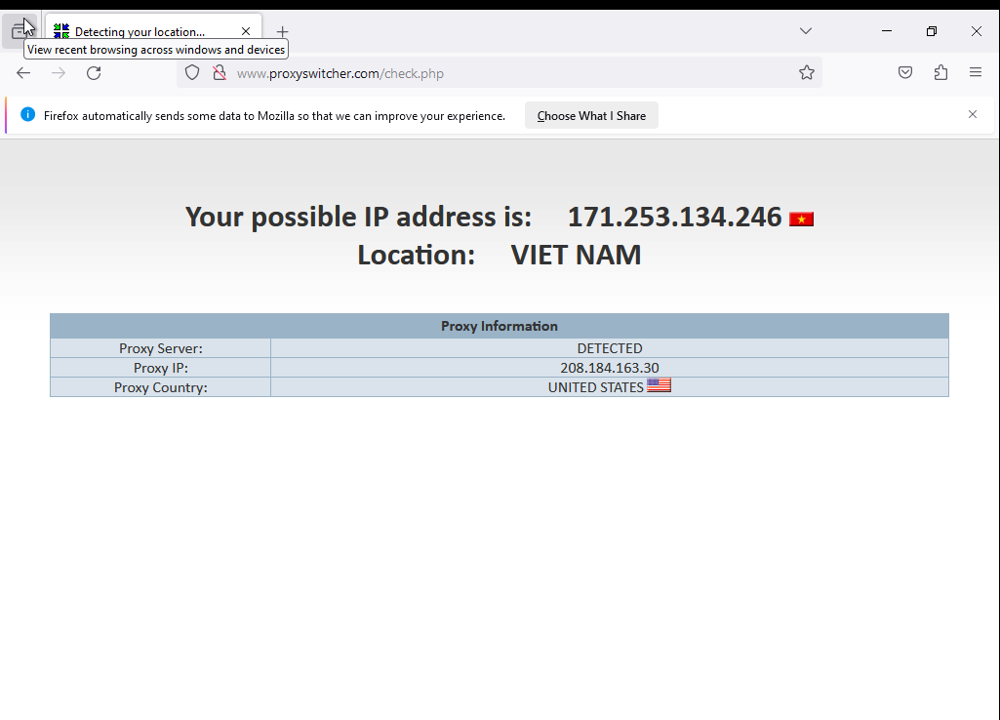 Detecting your location...
View recent browsing across windows and devices
www.proxyswitcher.com/check.php
Firefox automatically sends some data to Mozilla so that we can improve your experience. Choose What I Share
Your possible IP address is: 171.253.134.246
Location: VIET NAM
Proxy Information
Proxy Server: DETECTED
Proxy IP: 208.184.163.30
Proxy Country: UNITED STATES